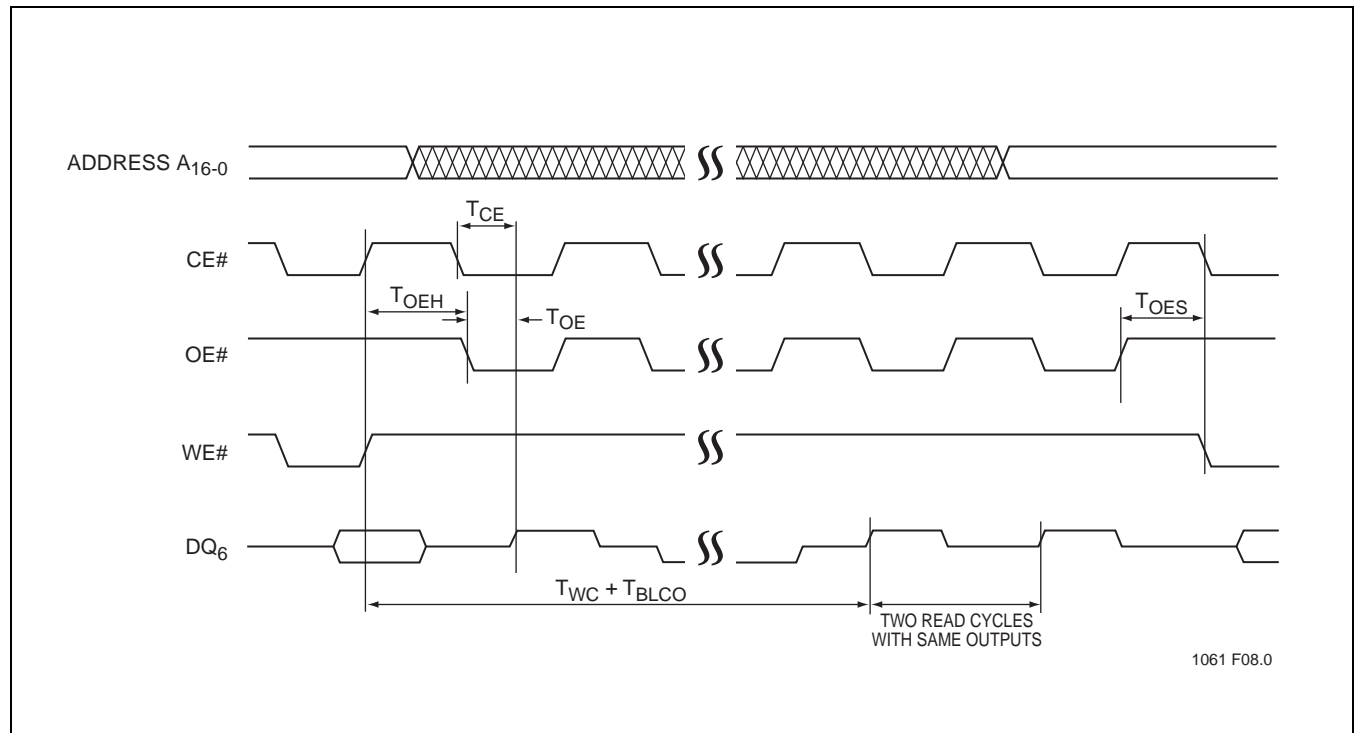 ADDRESS A16-0
TCE
CE#
TOEH
TOE
TOES
OE#
WE#
DQ6
TWC + TBLCO
TWO READ CYCLES
WITH SAME OUTPUTS
1061 F08.0